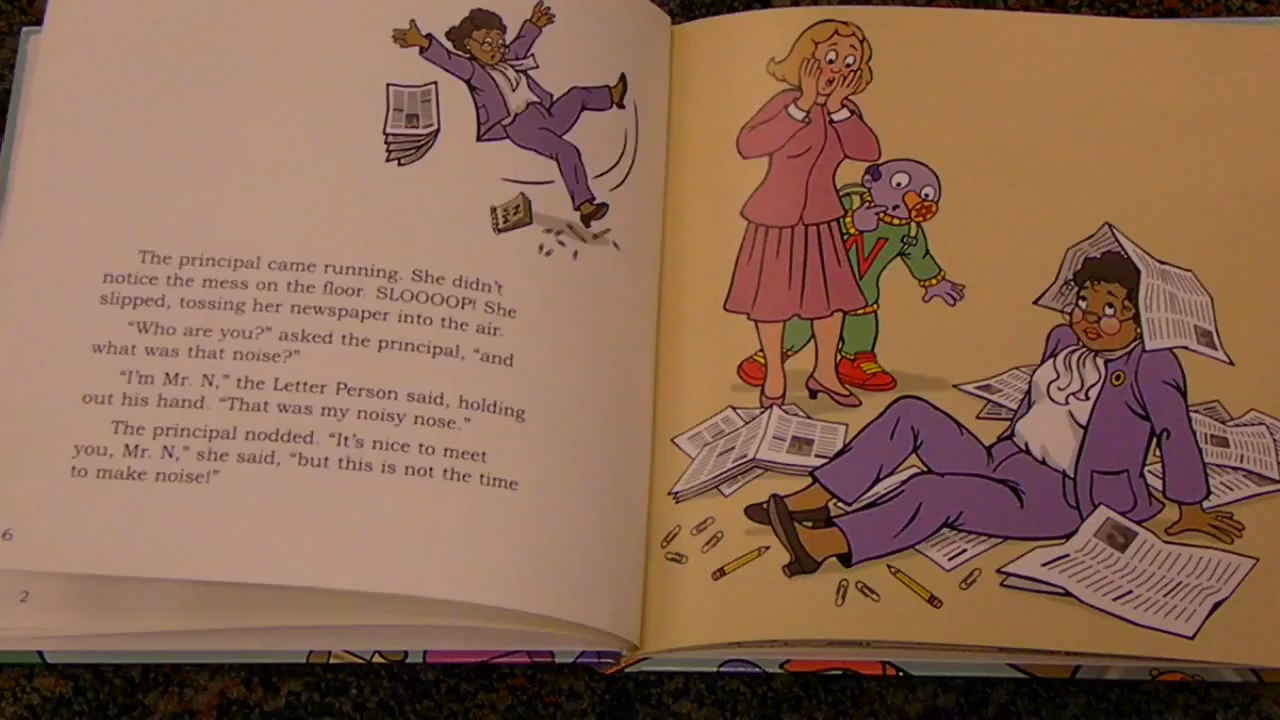 The principal came running. She didn't
notice the mess on the floor. SLOOOOP! She
slipped, tossing her newspaper into the air.
"Who are you?" asked the principal, "and
what was that noise?"
"I'm Mr. N," the Letter Person said, holding
out his hand. "That was my noisy nose."
The principal nodded. "It's nice to meet
you, Mr. N," she said, "but this is not the time
to make noise!"
6
2
N